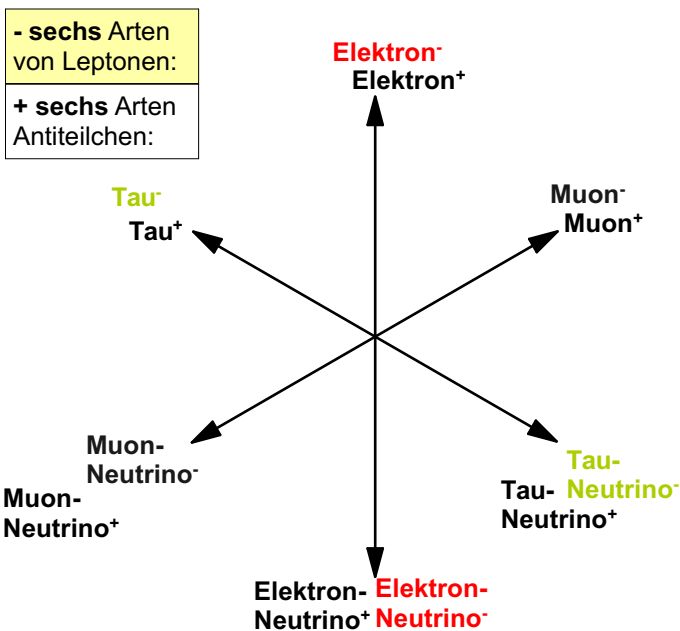 - sechs Arten
von Leptonen:
+ sechs Arten
Antiteilchen:
Elektron⁻
Elektron⁺
Tau⁻
Tau⁺
Muon⁻
Muon⁺
Muon-
Neutrino⁻
Muon-
Neutrino⁺
Tau-
Neutrino⁻
Tau-
Neutrino⁺
Elektron-
Neutrino⁺
Elektron-
Neutrino⁻